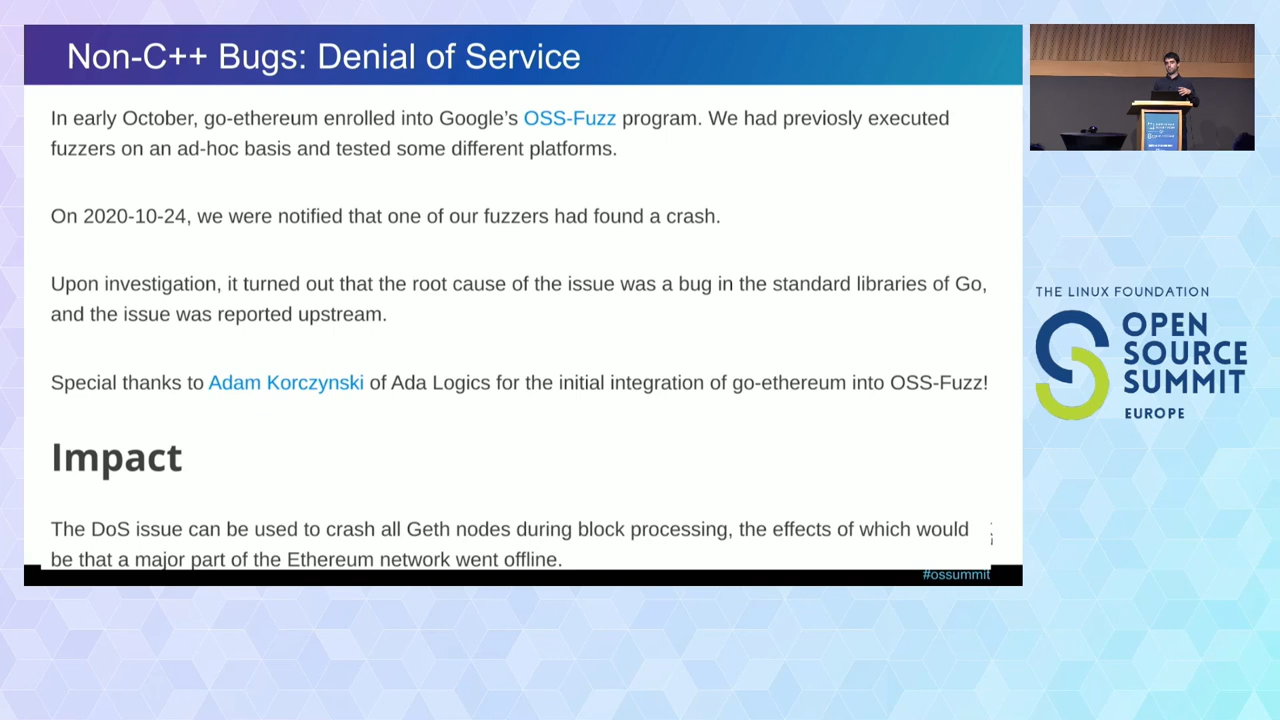 Non-C++ Bugs: Denial of Service
In early October, go-ethereum enrolled into Google's OSS-Fuzz program. We had previosly executed
fuzzers on an ad-hoc basis and tested some different platforms.
On 2020-10-24, we were notified that one of our fuzzers had found a crash.
Upon investigation, it turned out that the root cause of the issue was a bug in the standard libraries of Go,
and the issue was reported upstream.
Special thanks to Adam Korczynski of Ada Logics for the initial integration of go-ethereum into OSS-Fuzz!
Impact
The DoS issue can be used to crash all Geth nodes during block processing, the effects of which would
be that a major part of the Ethereum network went offline.
#ossummit
THE LINUX FOUNDATION
OPEN
SOURCE
SUMMIT
EUROPE